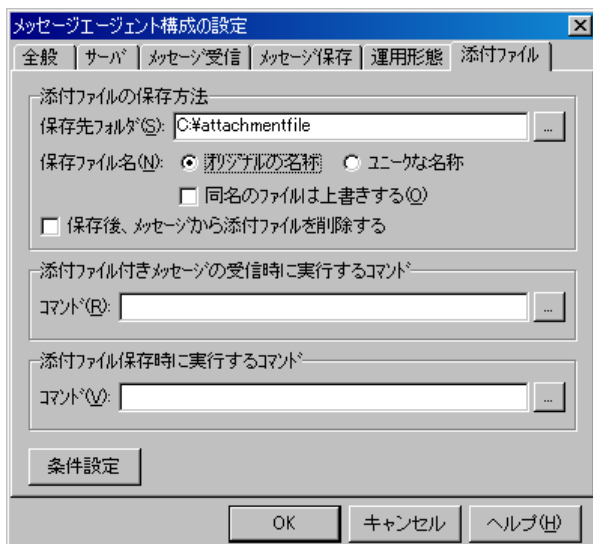 メッセージエージェント構成の設定
全般 サーバ メッセージ受信 メッセージ保存 運用形態 添付ファイル
添付ファイルの保存方法
保存先フォルダ(S): C:¥attachmentfile ...
保存ファイル名(N): オリジナルの名称 ユニークな名称
同名のファイルは上書きする(O)
保存後、メッセージから添付ファイルを削除する
添付ファイル付きメッセージの受信時に実行するコマンド
コマンド(R): ...
添付ファイル保存時に実行するコマンド
コマンド(V): ...
条件設定
OK キャンセル ヘルプ(H)